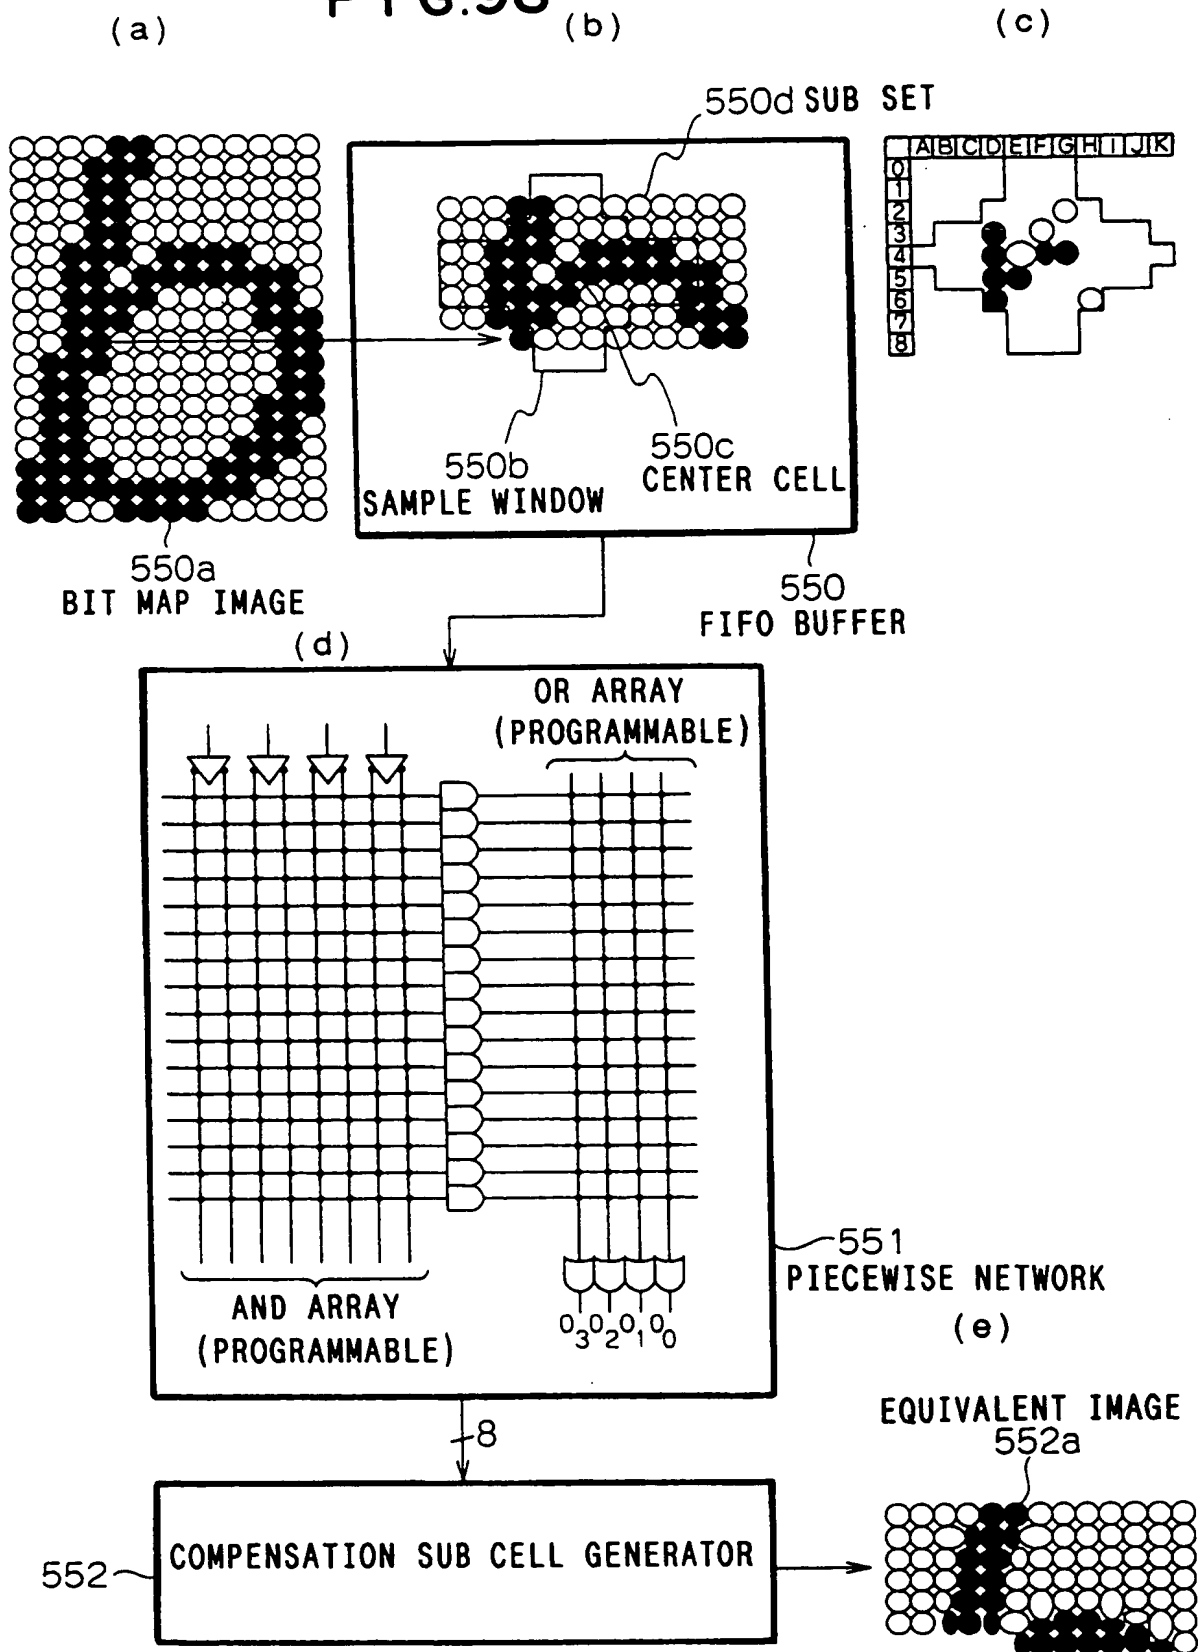 (a)
(b)
(c)
550d SUB SET
A B C D E F G H I J K
0
1
2
3
4
5
6
7
8
550b
SAMPLE WINDOW
550c
CENTER CELL
550a
BIT MAP IMAGE
550
FIFO BUFFER
(d)
OR ARRAY
(PROGRAMMABLE)
AND ARRAY
(PROGRAMMABLE)
O3 O2 O1 O0
551
PIECEWISE NETWORK
(e)
8
EQUIVALENT IMAGE
552a
552
COMPENSATION SUB CELL GENERATOR